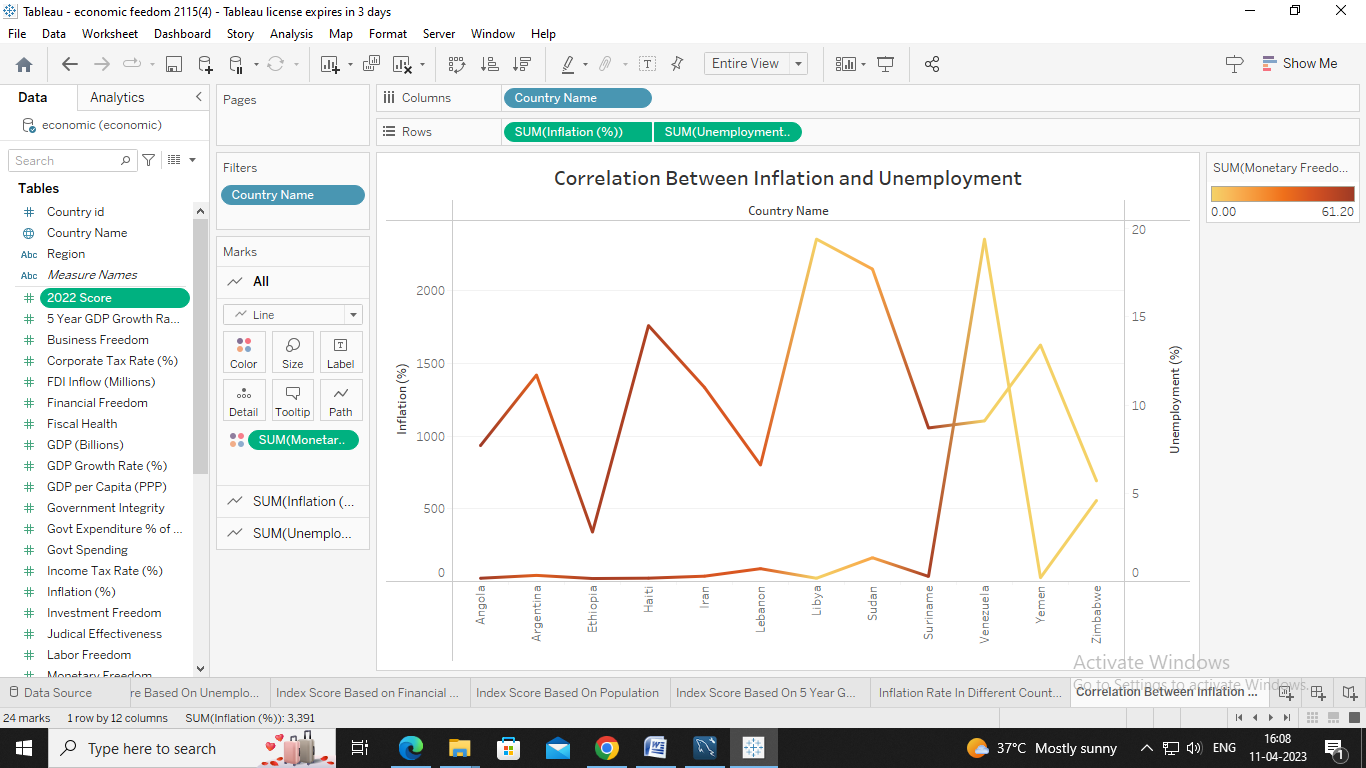 Tableau - economic feedom 2115(4) - Tableau license expires in 3 days
File Data Worksheet Dashboard Story Analysis Map Format Server Window Help
Entire View
Show Me
Data Analytics
economic (economic)
Search
Tables
Country id
Country Name
Abc Region
Abc Measure Names
2022 Score
5 Year GDP Growth Ra...
Business Freedom
Corporate Tax Rate (%)
FDI Inflow (Millions)
Financial Freedom
Fiscal Health
GDP (Billions)
GDP Growth Rate (%)
GDP per Capita (PPP)
Government Integrity
Govt Expenditure % of ...
Govt Spending
Income Tax Rate (%)
Inflation (%)
Investment Freedom
Judical Effectiveness
Labor Freedom
Monetary Freedom
Pages
Filters
Country Name
Marks
All
Line
Color Size Label
Detail Tooltip Path
SUM(Monetar..
SUM(Inflation (...
SUM(Unemplo...
Columns Country Name
Rows SUM(Inflation (%)) SUM(Unemployment..
Correlation Between Inflation and Unemployment
Country Name
Inflation (%)
2000
1500
1000
500
0
20
15
10
5
0
Unemployment (%)
Angola
Argentina
Ethiopia
Haiti
Iran
Lebanon
Libya
Sudan
Suriname
Venezuela
Yemen
Zimbabwe
SUM(Monetary Freedo...
0.00 61.20
Activate Windows
Go to Settings to activate Windows.
Data Source re Based On Unemplo... Index Score Based on Financial ... Index Score Based On Population Index Score Based On 5 Year G... Inflation Rate In Different Count... Correlation Between Inflation ...
24 marks 1 row by 12 columns SUM(Inflation (%)): 3,391
Type here to search
37°C Mostly sunny
ENG
16:08
11-04-2023
1